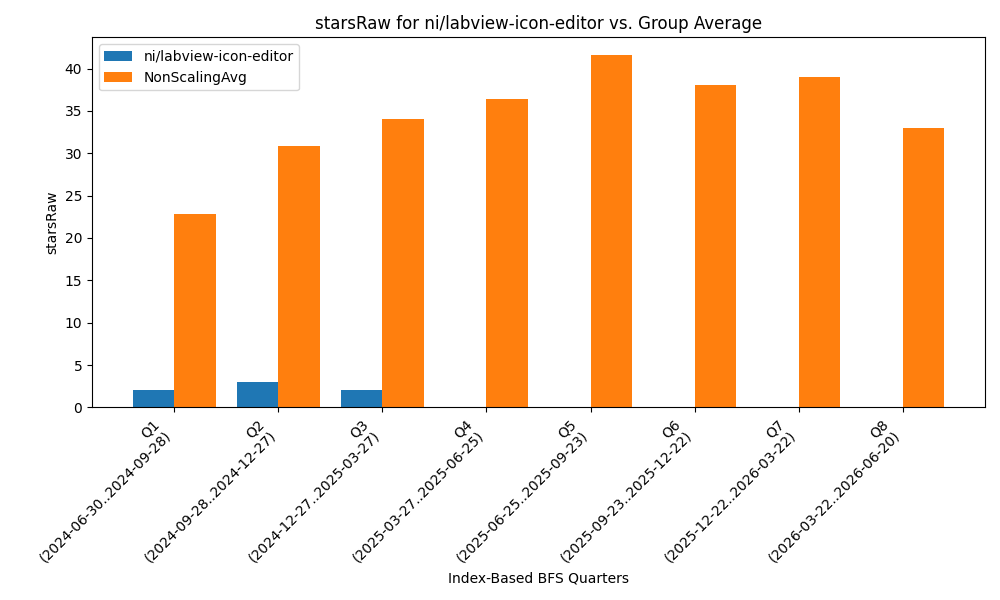 starsRaw for ni/labview-icon-editor vs. Group Average
ni/labview-icon-editor
NonScalingAvg
starsRaw
40
35
30
25
20
15
10
5
0
Q1
(2024-06-30..2024-09-28)
Q2
(2024-09-28..2024-12-27)
Q3
(2024-12-27..2025-03-27)
Q4
(2025-03-27..2025-06-25)
Q5
(2025-06-25..2025-09-23)
Q6
(2025-09-23..2025-12-22)
Q7
(2025-12-22..2026-03-22)
Q8
(2026-03-22..2026-06-20)
Index-Based BFS Quarters